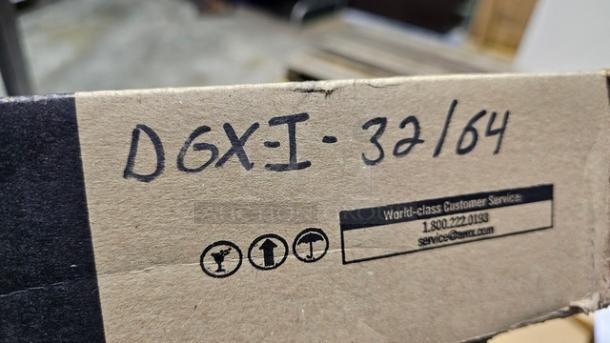 DGX-I-32/64
World-class Customer Service:
1.800.222.0193
service@amx.com